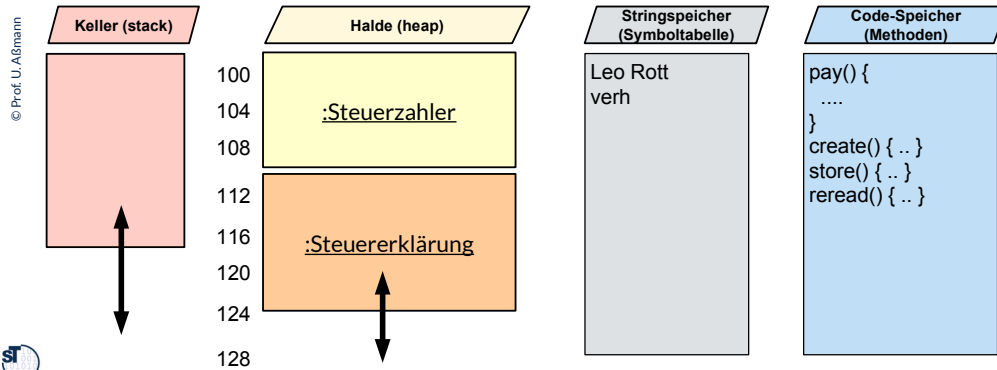 © Prof. U. Aßmann
Keller (stack)
Halde (heap)
Stringspeicher
(Symboltabelle)
Code-Speicher
(Methoden)
100
104
108
112
116
120
124
128
:Steuerzahler
:Steuererklärung
Leo Rott
verh
pay() {
....
}
create() { .. }
store() { .. }
reread() { .. }
ST